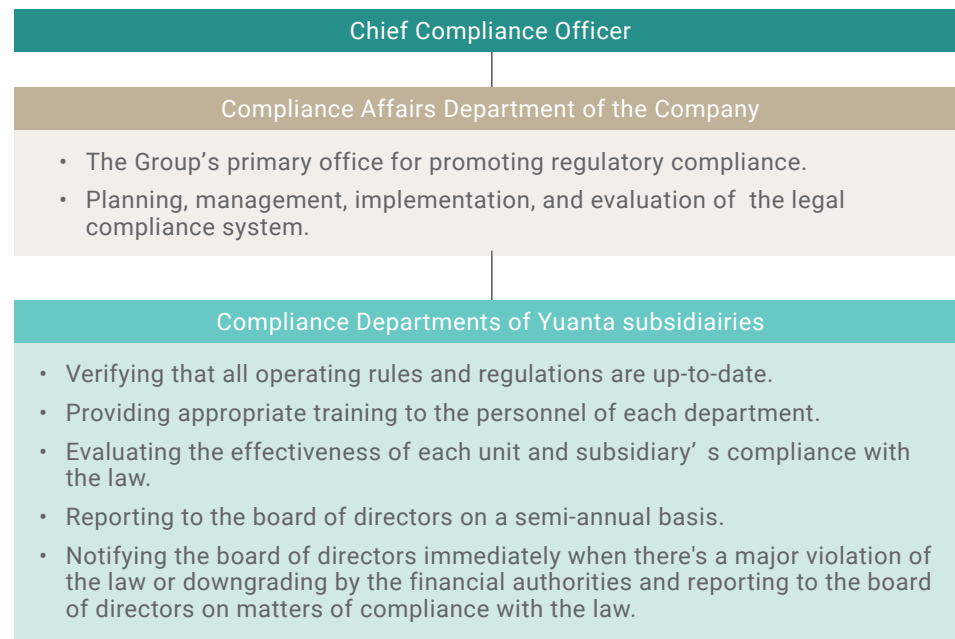 Chief Compliance Officer
Compliance Affairs Department of the Company
• The Group’s primary office for promoting regulatory compliance.
• Planning, management, implementation, and evaluation of the legal
compliance system.
Compliance Departments of Yuanta subsidiairies
• Verifying that all operating rules and regulations are up-to-date.
• Providing appropriate training to the personnel of each department.
• Evaluating the effectiveness of each unit and subsidiary’ s compliance with
the law.
• Reporting to the board of directors on a semi-annual basis.
• Notifying the board of directors immediately when there's a major violation of
the law or downgrading by the financial authorities and reporting to the board
of directors on matters of compliance with the law.